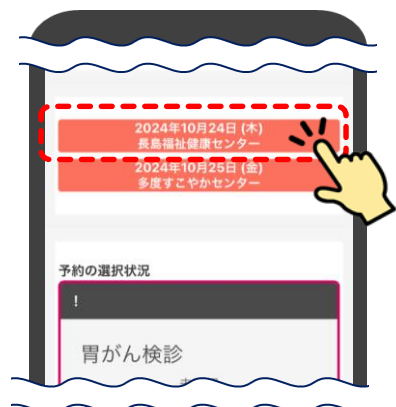 2024年10月24日 (木)
長島福祉健康センター
2024年10月25日 (金)
多度すこやかセンター
予約の選択状況
!
胃がん検診